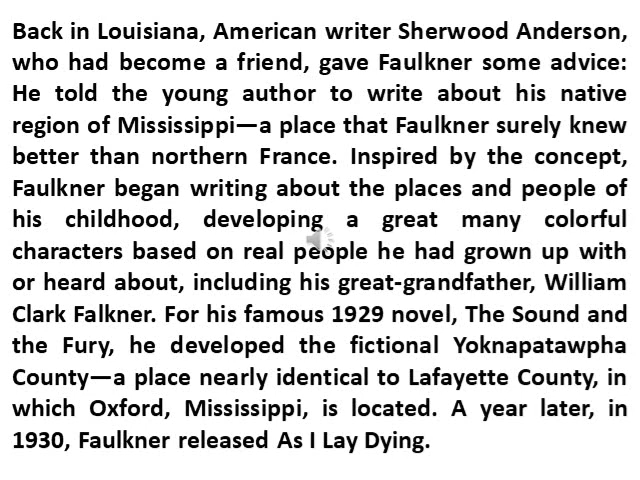 Back in Louisiana, American writer Sherwood Anderson,
who had become a friend, gave Faulkner some advice:
He told the young author to write about his native
region of Mississippi—a place that Faulkner surely knew
better than northern France. Inspired by the concept,
Faulkner began writing about the places and people of
his childhood, developing a great many colorful
characters based on real people he had grown up with
or heard about, including his great-grandfather, William
Clark Falkner. For his famous 1929 novel, The Sound and
the Fury, he developed the fictional Yoknapatawpha
County—a place nearly identical to Lafayette County, in
which Oxford, Mississippi, is located. A year later, in
1930, Faulkner released As I Lay Dying.